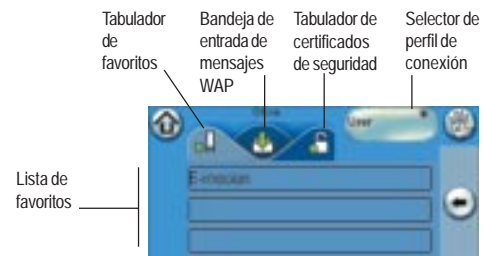 Tabulador
de
favoritos
Bandeja de
entrada de
mensajes
WAP
Tabulador de
certificados
de seguridad
Selector de
perfil de
conexión
User
E-mocion
Lista de
favoritos